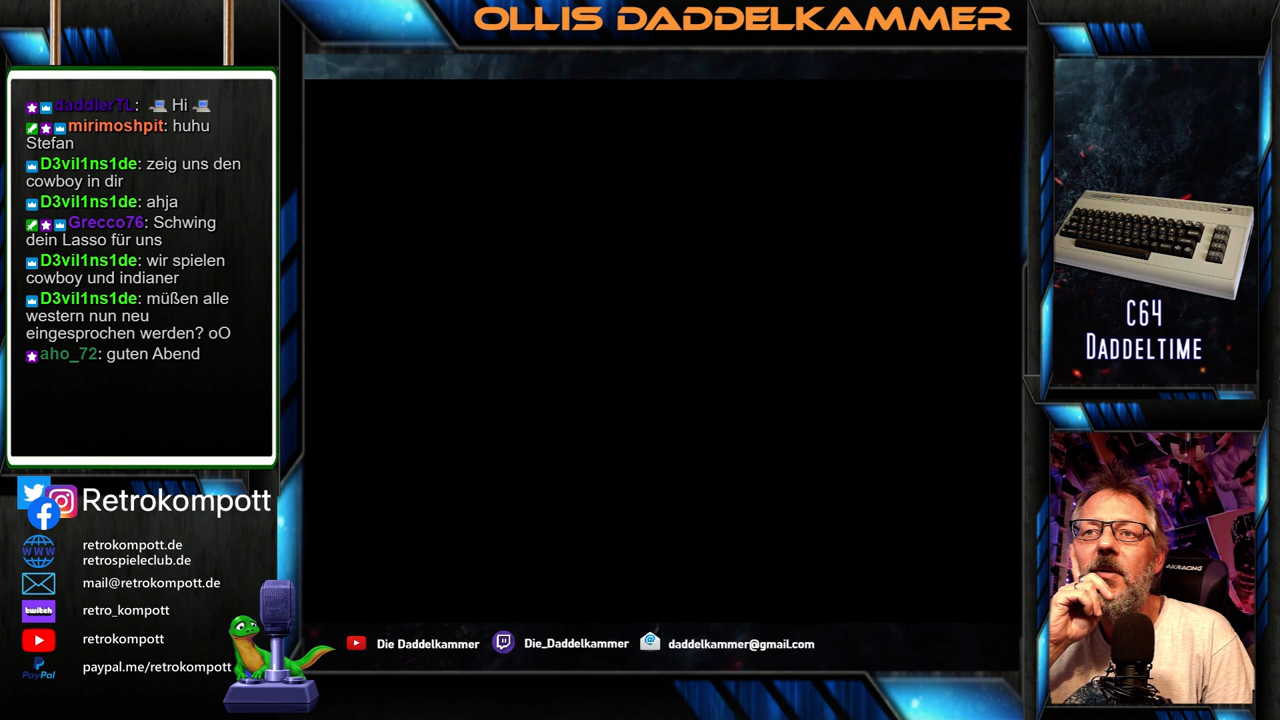 OLLIS DADDELKAMMER
daddlerTL: Hi
mirimoshpit: huhu
Stefan
D3vil1ns1de: zeig uns den
cowboy in dir
D3vil1ns1de: ahja
Grecco76: Schwing
dein Lasso für uns
D3vil1ns1de: wir spielen
cowboy und indianer
D3vil1ns1de: müßen alle
western nun neu
eingesprochen werden? oO
aho_72: guten Abend
C64
DADDELTIME
Retrokompott
WWW
retrokompott.de
retrospieleclub.de
mail@retrokompott.de
twitch
retro_kompott
retrokompott
PayPal
paypal.me/retrokompott
Die Daddelkammer
Die_Daddelkammer
daddelkammer@gmail.com
AKRACING